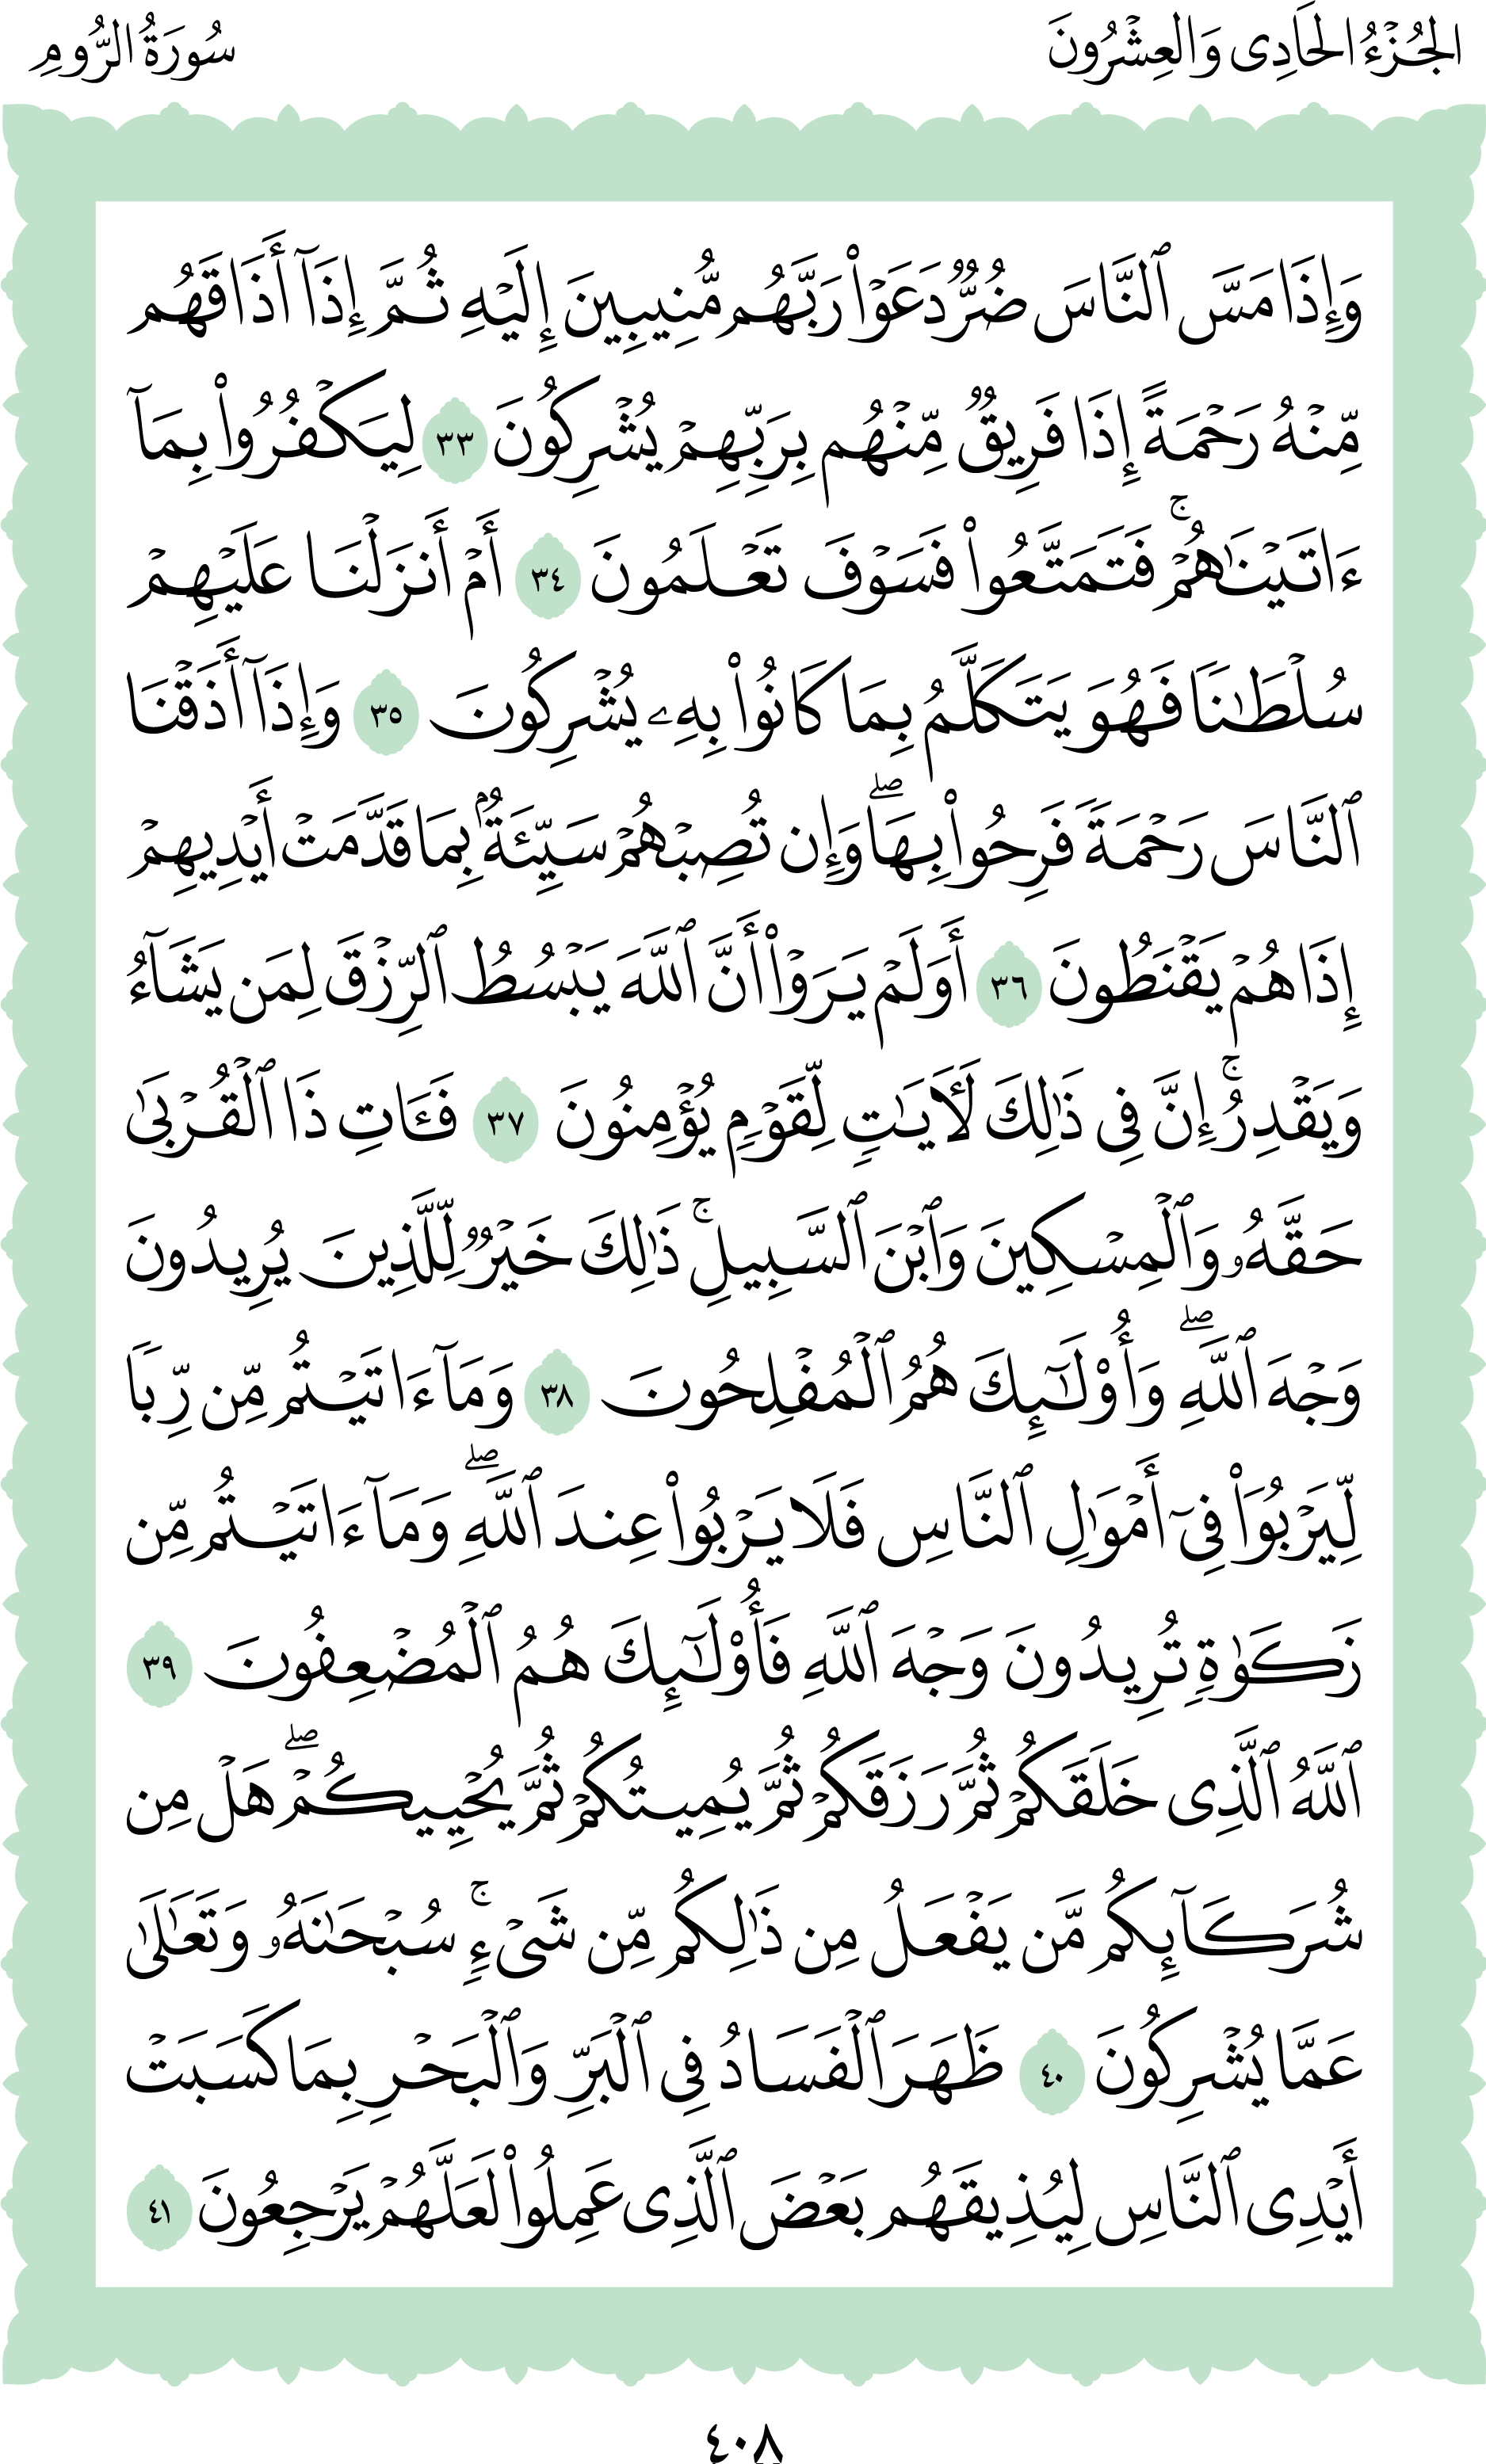 الجُزْءُ الحَادِى وَالعِشْرُونَ
سُورَةُ الرُّومِ
وَإِذَا مَسَّ ٱلنَّاسَ ضُرٌّ دَعَوْا۟ رَبَّهُم مُّنِيبِينَ إِلَيْهِ ثُمَّ إِذَآ أَذَاقَهُم
مِّنْهُ رَحْمَةً إِذَا فَرِيقٌ مِّنْهُم بِرَبِّهِمْ يُشْرِكُونَ ٣٣ لِيَكْفُرُوا۟ بِمَآ
ءَاتَيْنَـٰهُمْ ۚ فَتَمَتَّعُوا۟ فَسَوْفَ تَعْلَمُونَ ٣٤ أَمْ أَنزَلْنَا عَلَيْهِمْ
سُلْطَـٰنًا فَهُوَ يَتَكَلَّمُ بِمَا كَانُوا۟ بِهِۦ يُشْرِكُونَ ٣٥ وَإِذَآ أَذَقْنَا
ٱلنَّاسَ رَحْمَةً فَرِحُوا۟ بِهَا ۖ وَإِن تُصِبْهُمْ سَيِّئَةٌۢ بِمَا قَدَّمَتْ أَيْدِيهِمْ
إِذَا هُمْ يَقْنَطُونَ ٣٦ أَوَلَمْ يَرَوْا۟ أَنَّ ٱللَّهَ يَبْسُطُ ٱلرِّزْقَ لِمَن يَشَآءُ
وَيَقْدِرُ ۚ إِنَّ فِى ذَٰلِكَ لَـَٔايَـٰتٍ لِّقَوْمٍ يُؤْمِنُونَ ٣٧ فَـَٔاتِ ذَا ٱلْقُرْبَىٰ
حَقَّهُۥ وَٱلْمِسْكِينَ وَٱبْنَ ٱلسَّبِيلِ ۚ ذَٰلِكَ خَيْرٌ لِّلَّذِينَ يُرِيدُونَ
وَجْهَ ٱللَّهِ ۖ وَأُو۟لَـٰٓئِكَ هُمُ ٱلْمُفْلِحُونَ ٣٨ وَمَآ ءَاتَيْتُم مِّن رِّبًا
لِّيَرْبُوَا۟ فِىٓ أَمْوَٰلِ ٱلنَّاسِ فَلَا يَرْبُوا۟ عِندَ ٱللَّهِ ۖ وَمَآ ءَاتَيْتُم مِّن
زَكَوٰةٍ تُرِيدُونَ وَجْهَ ٱللَّهِ فَأُو۟لَـٰٓئِكَ هُمُ ٱلْمُضْعِفُونَ ٣٩
ٱللَّهُ ٱلَّذِى خَلَقَكُمْ ثُمَّ رَزَقَكُمْ ثُمَّ يُمِيتُكُمْ ثُمَّ يُحْيِيكُمْ ۖ هَلْ مِن
شُرَكَآئِكُم مَّن يَفْعَلُ مِن ذَٰلِكُم مِّن شَىْءٍ ۚ سُبْحَـٰنَهُۥ وَتَعَـٰلَىٰ
عَمَّا يُشْرِكُونَ ٤٠ ظَهَرَ ٱلْفَسَادُ فِى ٱلْبَرِّ وَٱلْبَحْرِ بِمَا كَسَبَتْ
أَيْدِى ٱلنَّاسِ لِيُذِيقَهُم بَعْضَ ٱلَّذِى عَمِلُوا۟ لَعَلَّهُمْ يَرْجِعُونَ ٤١
٤٠٨